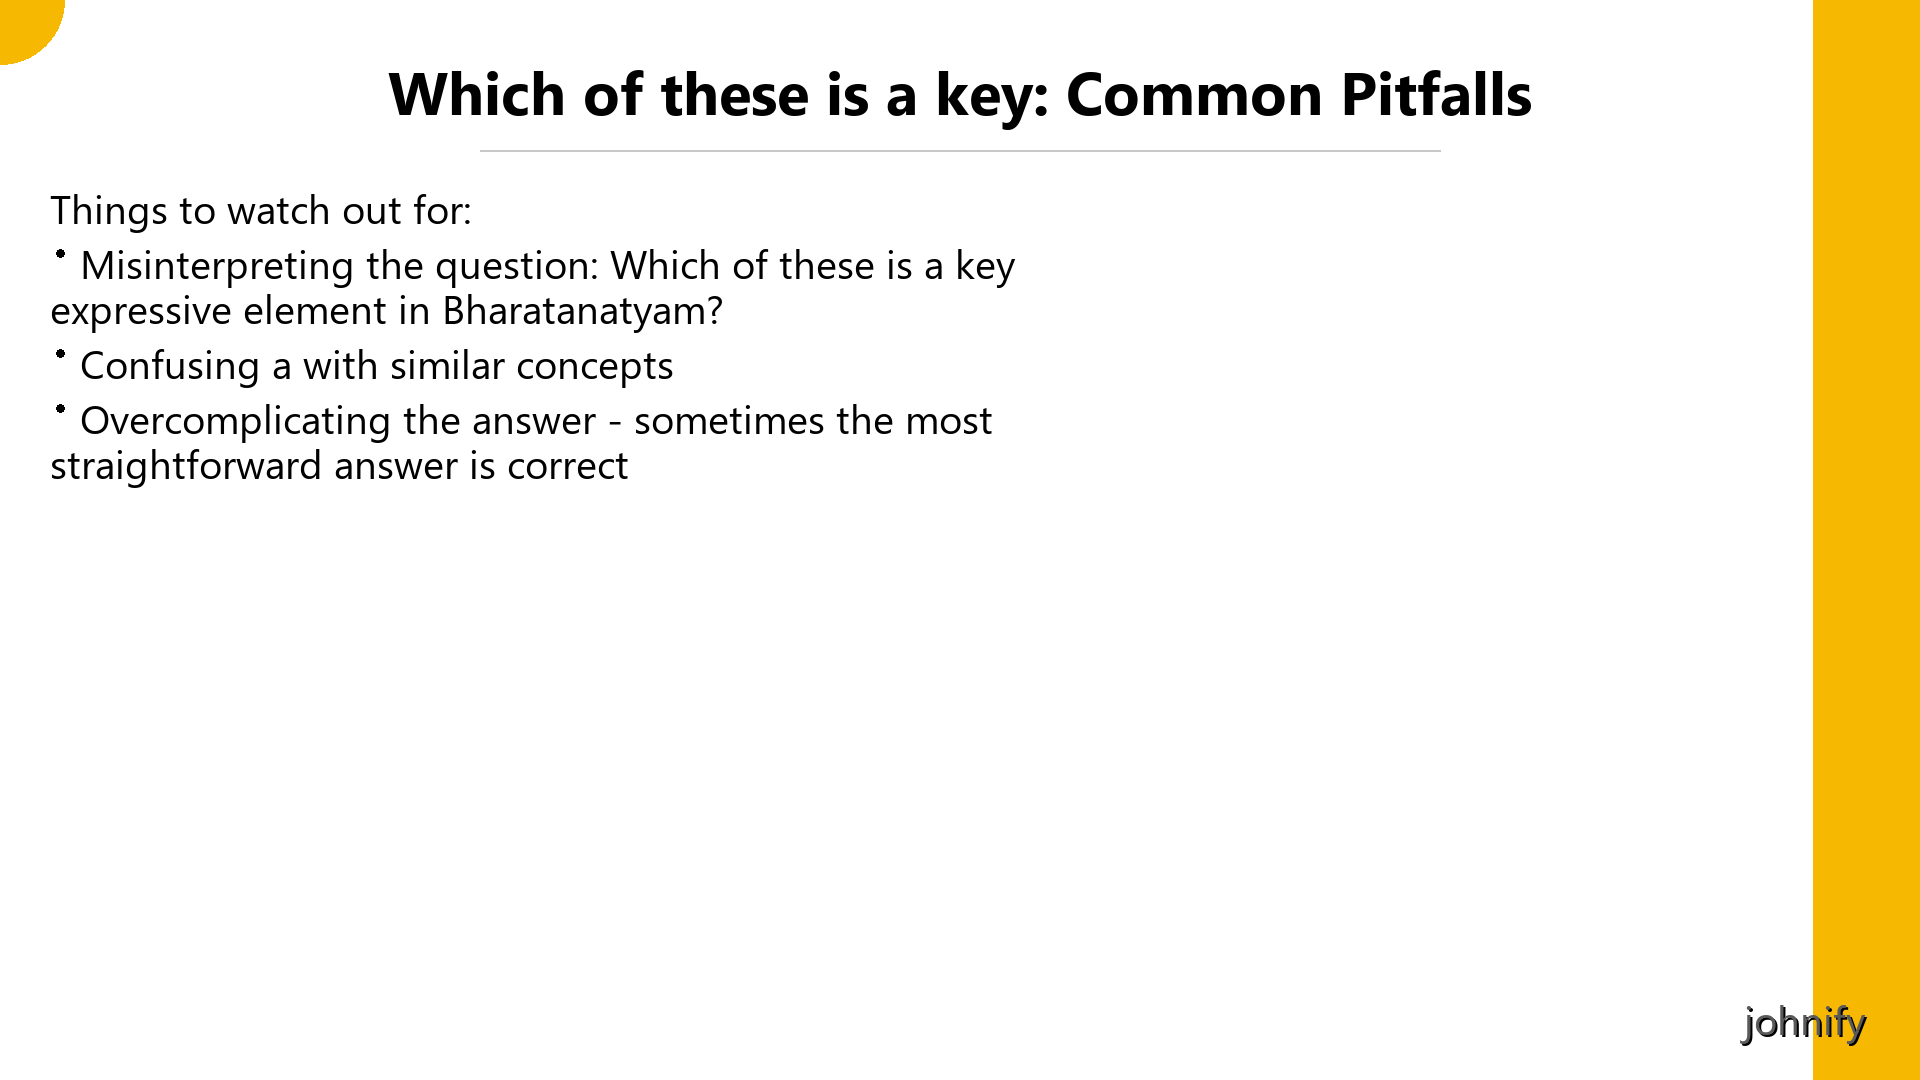 Which of these is a key: Common Pitfalls
Things to watch out for:
• Misinterpreting the question: Which of these is a key
expressive element in Bharatanatyam?
• Confusing a with similar concepts
• Overcomplicating the answer - sometimes the most
straightforward answer is correct
johnify